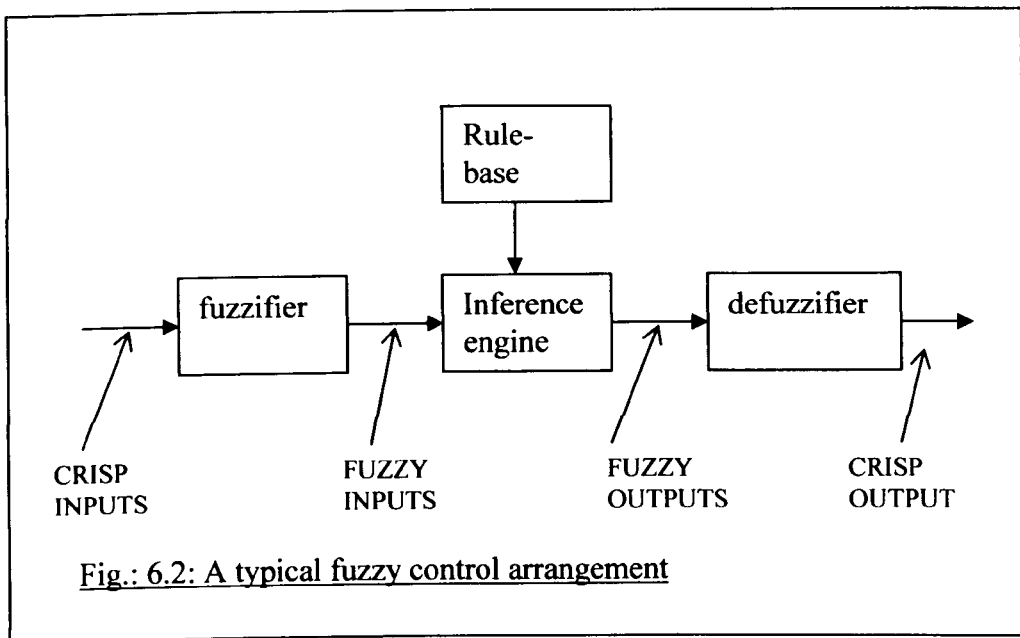 Rule-
base
fuzzifier
Inference
engine
defuzzifier
CRISP
INPUTS
FUZZY
INPUTS
FUZZY
OUTPUTS
CRISP
OUTPUT
Fig.: 6.2: A typical fuzzy control arrangement